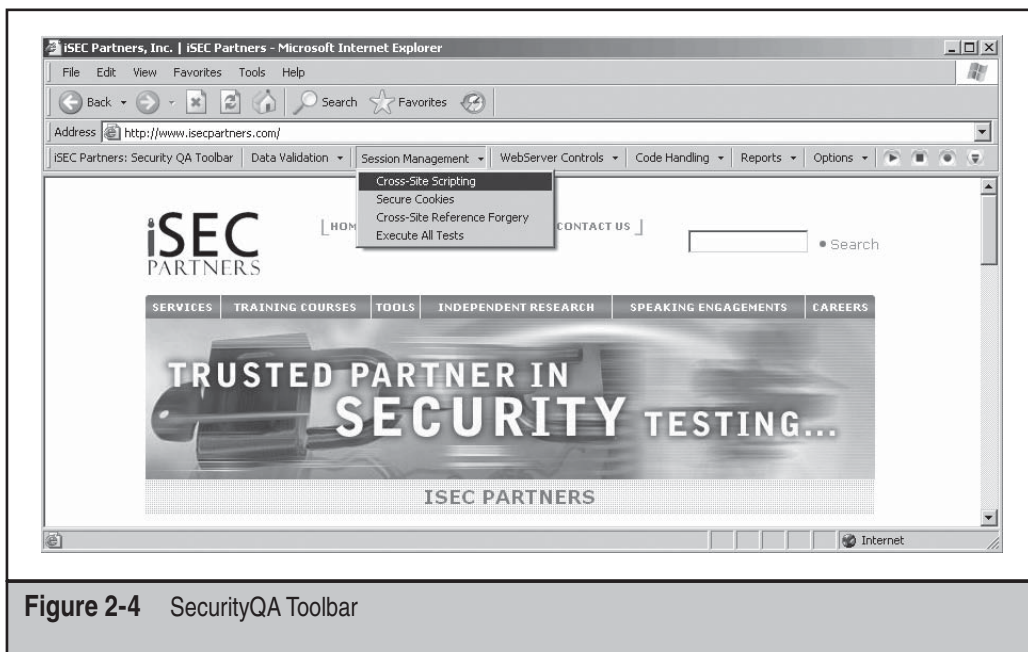 iSEC Partners, Inc. | iSEC Partners - Microsoft Internet Explorer
File Edit View Favorites Tools Help
Back Search Favorites
Address http://www.isecpartners.com/
iSEC Partners: Security QA Toolbar Data Validation Session Management WebServer Controls Code Handling Reports Options
Cross-Site Scripting
Secure Cookies
Cross-Site Reference Forgery
Execute All Tests
iSEC
PARTNERS
HOM CONTACT US
Search
SERVICES TRAINING COURSES TOOLS INDEPENDENT RESEARCH SPEAKING ENGAGEMENTS CAREERS
TRUSTED PARTNER IN
SECURITY TESTING...
ISEC PARTNERS
Internet
Figure 2-4 SecurityQA Toolbar